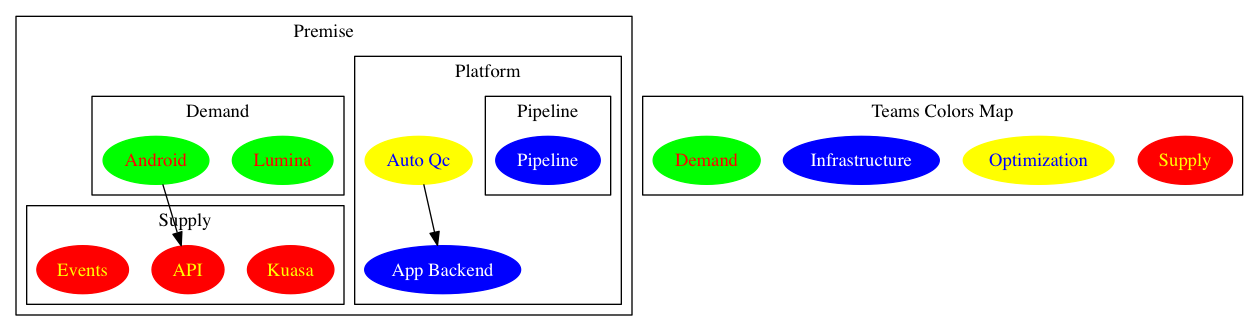 Premise
Platform
Demand
Pipeline
Teams Colors Map
Android
Lumina
Auto Qc
Pipeline
Demand
Infrastructure
Optimization
Supply
Supply
Events
API
Kuasa
App Backend